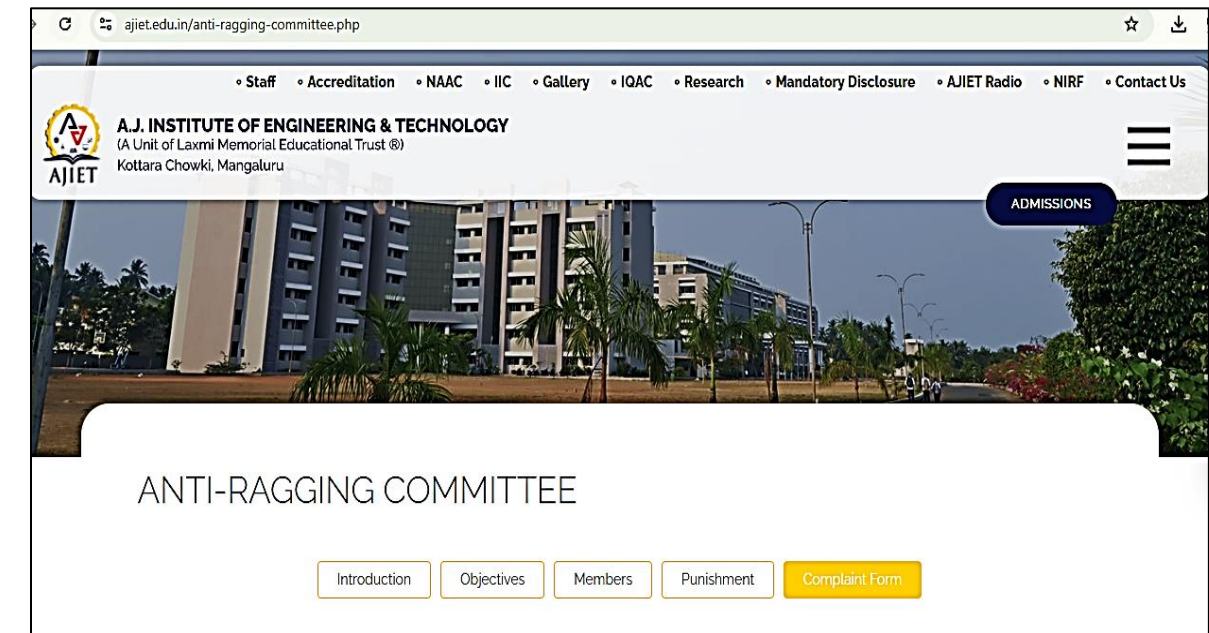 ajiet.edu.in/anti-ragging-committee.php
∘ Staff ∘ Accreditation ∘ NAAC ∘ IIC ∘ Gallery ∘ IQAC ∘ Research ∘ Mandatory Disclosure ∘ AJIET Radio ∘ NIRF ∘ Contact Us
A.J. INSTITUTE OF ENGINEERING & TECHNOLOGY
(A Unit of Laxmi Memorial Educational Trust ®)
Kottara Chowki, Mangaluru
AJIET
ADMISSIONS
ANTI-RAGGING COMMITTEE
Introduction Objectives Members Punishment Complaint Form